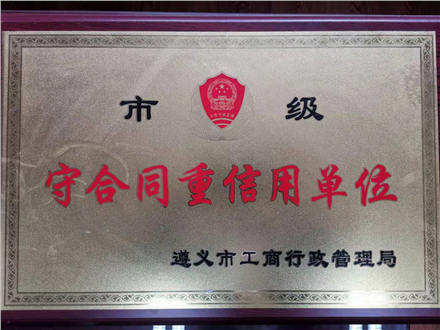 市 级
守合同重信用单位
遵义市工商行政管理局